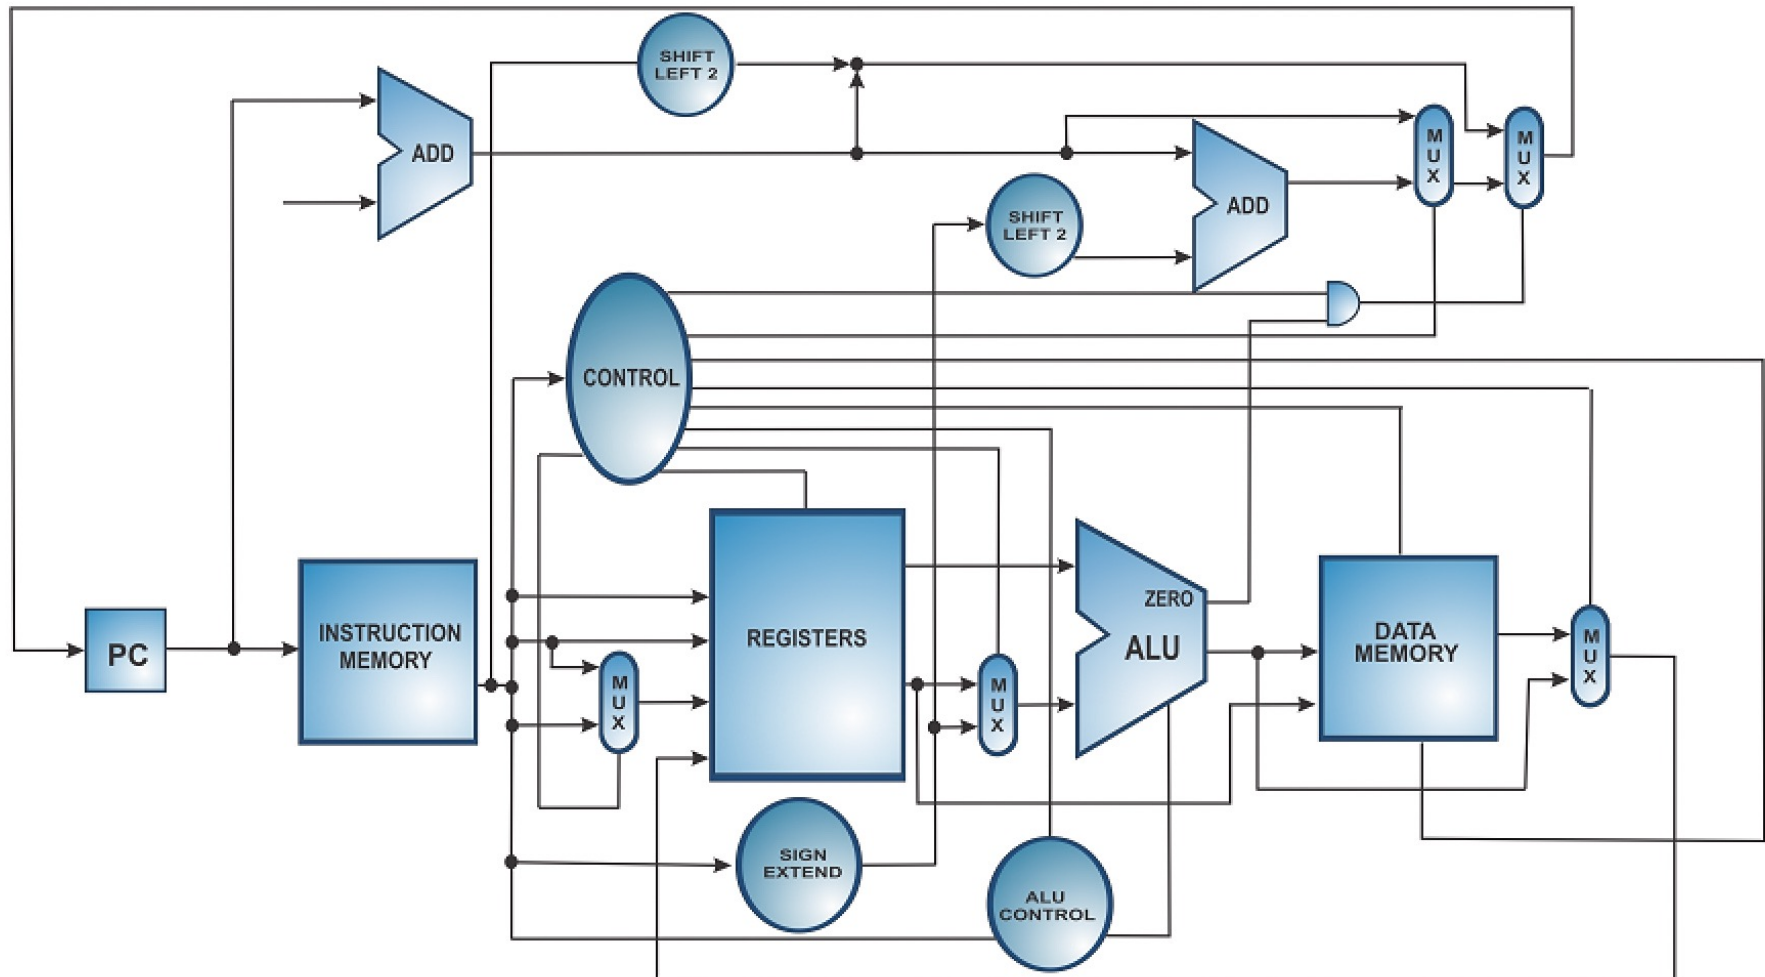 SHIFT
LEFT 2
ADD
M
U
X
M
U
X
SHIFT
LEFT 2
ADD
CONTROL
PC
INSTRUCTION
MEMORY
REGISTERS
M
U
X
M
U
X
ZERO
ALU
DATA
MEMORY
M
U
X
SIGN
EXTEND
ALU
CONTROL